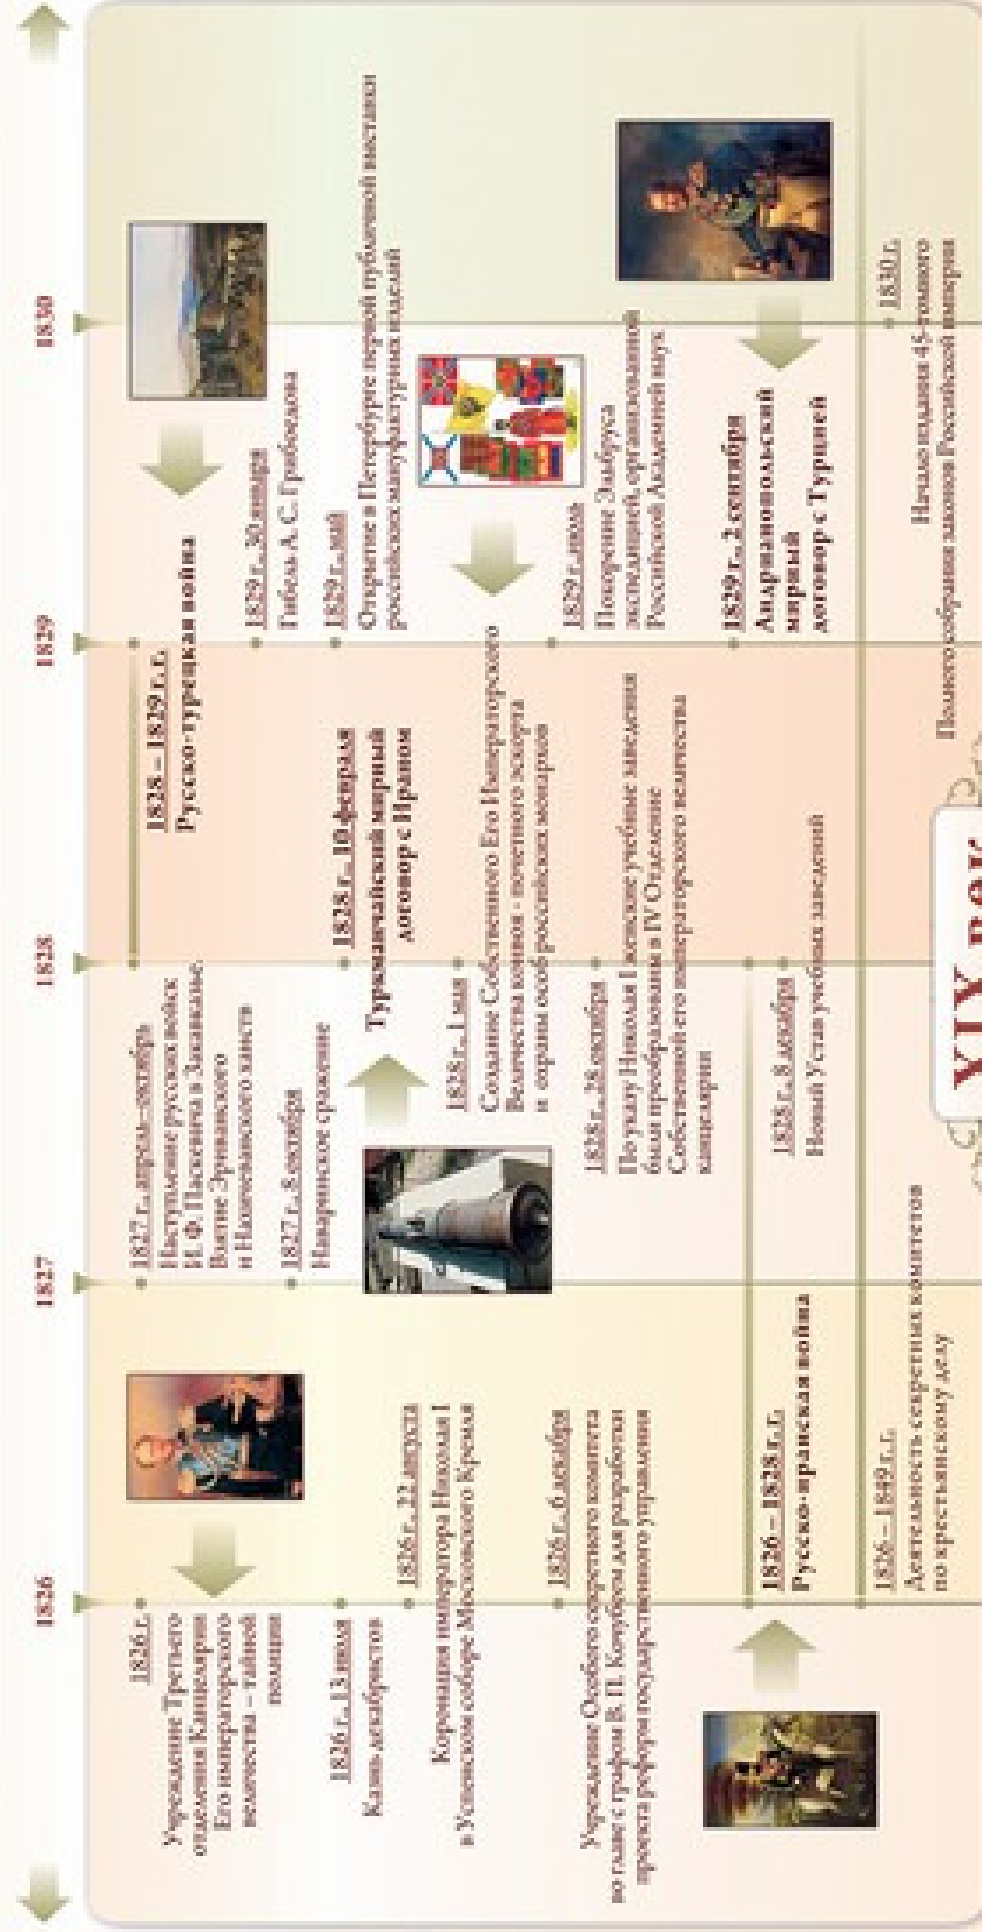 1826
1827
1828
1829
1830
1826 г.
Учреждение Третьего
отделения Канцелярии
Его императорского
величества – тайной
полиции
1826 г., 13 июля
Казнь декабристов
1826 г., 22 августа
Коронация императора Николая I
в Успенском соборе Московского Кремля
1826 г., 6 декабря
Учреждение Особого секретного комитета
во главе с графом В. П. Кочубеем для разработки
проекта реформ государственного управления
1826 – 1828 г.г.
Русско-иранская война
1826 – 1849 г.г.
Деятельность секретных комитетов
по крестьянскому делу
1827 г., апрель–октябрь
Наступление русских войск
И. Ф. Паскевича в Закавказье.
Взятие Эриванского
и Нахичеванского ханств
1827 г., 8 октября
Наваринское сражение
1828 – 1829 г.г.
Русско-турецкая война
1828 г., 10 февраля
Туркманчайский мирный
договор с Ираном
1828 г., 1 мая
Создание Собственного Его Императорского
Величества конвоя - почетного эскорта
и охраны особ российских монархов
1828 г., 28 октября
По указу Николая I женские учебные заведения
были преобразованы в IV Отделение
Собственной его императорского величества
канцелярии
1828 г., 8 декабря
Новый Устав учебных заведений
1829 г., 30 января
Гибель А. С. Грибоедова
1829 г., май
Открытие в Петербурге первой публичной выставки
российских мануфактурных изделий
1829 г., июль
Покорение Эльбруса
экспедицией, организованной
Российской Академией наук
1829 г., 2 сентября
Андрианопольский
мирный
договор с Турцией
1830 г.
Начало издания 45-томного
Полного собрания законов Российской империи
XIX век